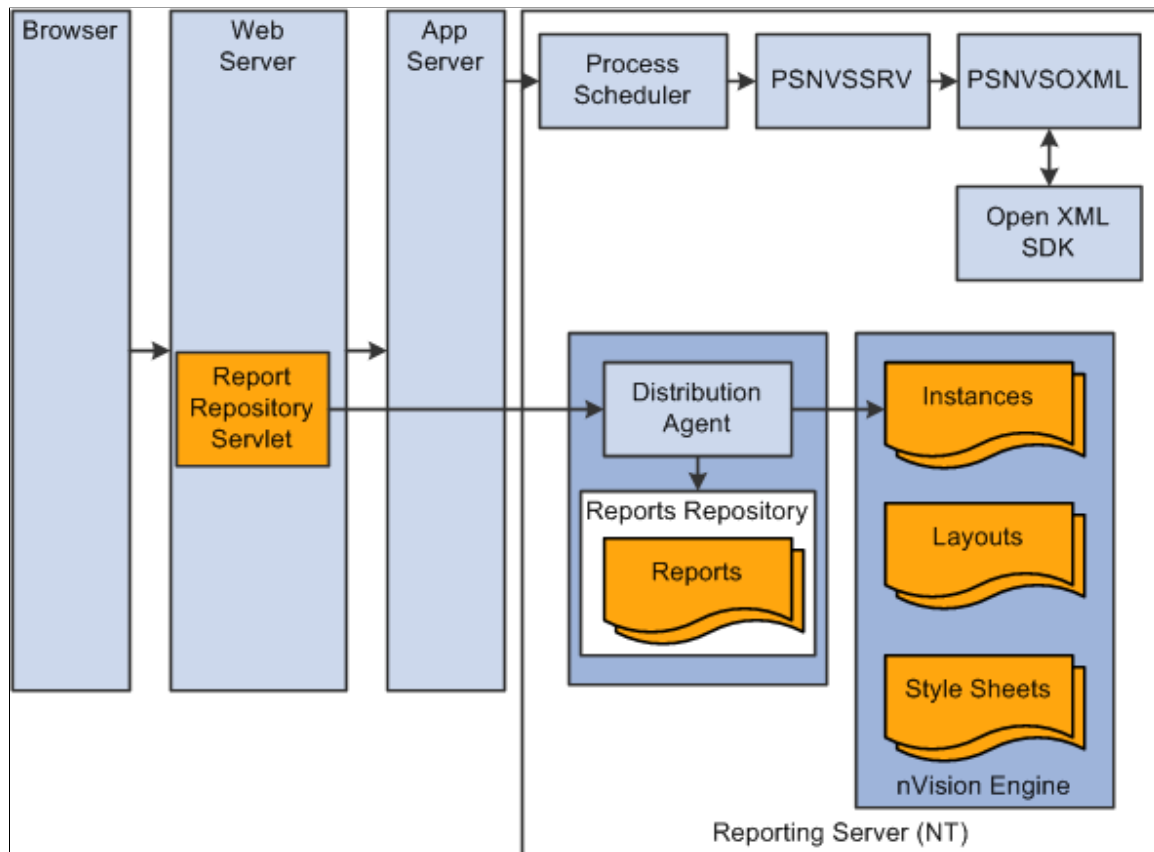 Browser
Web
Server
App
Server
Process
Scheduler
PSNVSSRV
PSNVSOXML
Open XML
SDK
Report
Repository
Servlet
Distribution
Agent
Reports Repository
Reports
Instances
Layouts
Style Sheets
nVision Engine
Reporting Server (NT)